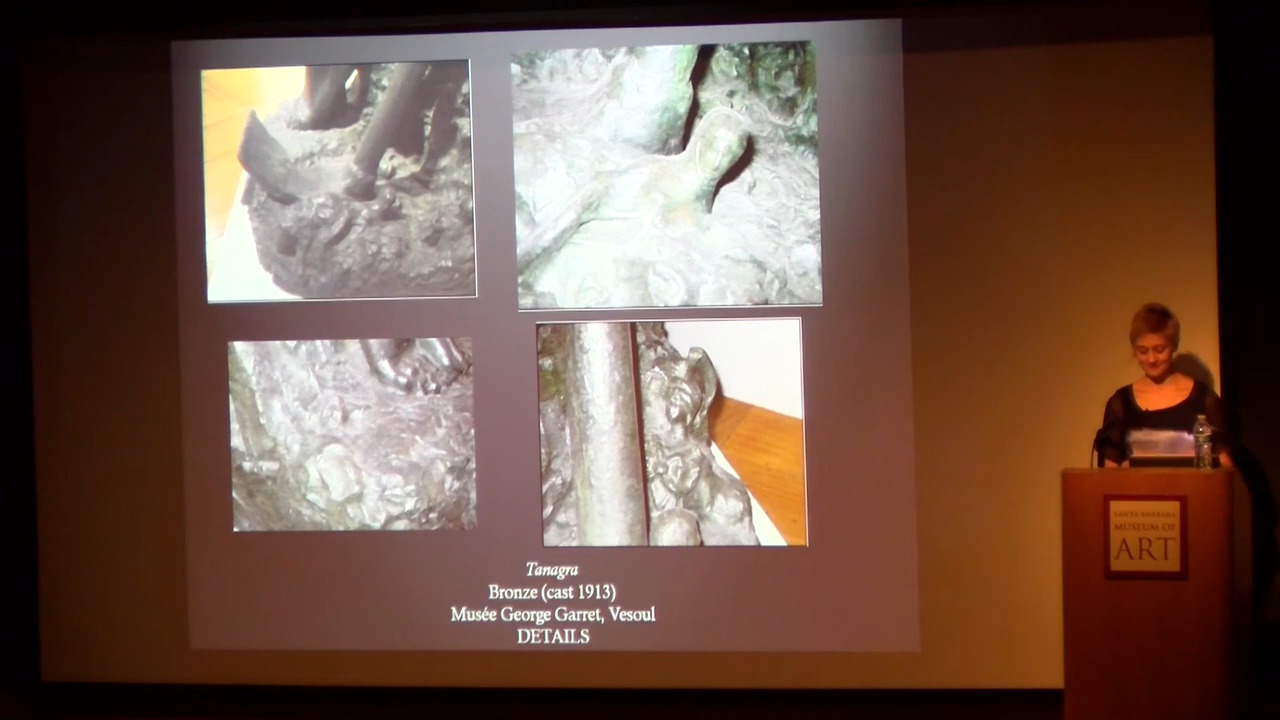 Tanagra
Bronze (cast 1913)
Musée George Garret, Vesoul
DETAILS
SANTA BARBARA
MUSEUM OF
ART